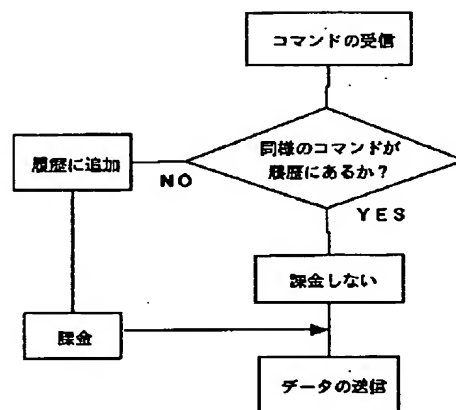 コマンドの受信
同様のコマンドが
履歴にあるか?
履歴に追加
NO
YES
課金しない
課金
データの送信